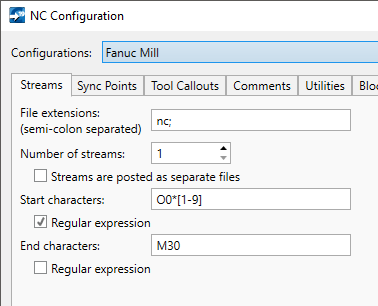 NC Configuration
Configurations: Fanuc Mill
Streams Sync Points Tool Callouts Comments Utilities
File extensions:
(semi-colon separated) nc;
Number of streams: 1
Streams are posted as separate files
Start characters: O0*[1-9]
Regular expression
End characters: M30
Regular expression